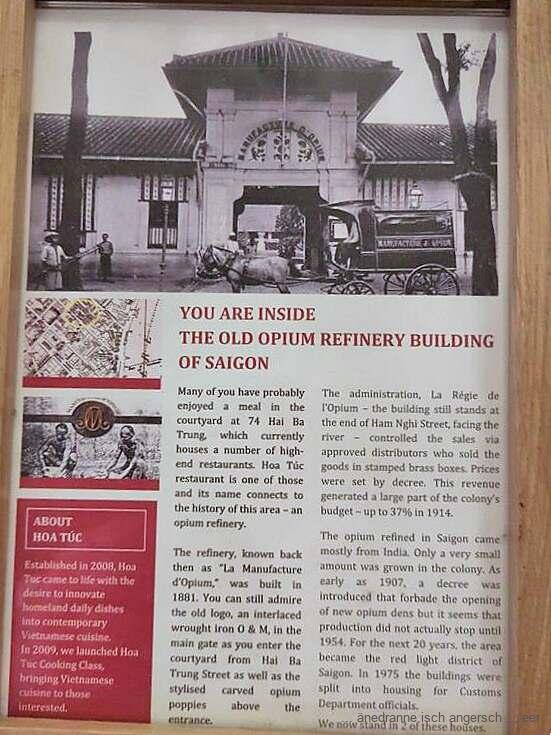 MANUFACTURE D'OPIUM
MANUFACTURE D'OPIUM
YOU ARE INSIDE
THE OLD OPIUM REFINERY BUILDING
OF SAIGON
Many of you have probably
enjoyed a meal in the
courtyard at 74 Hai Ba
Trung, which currently
houses a number of high-
end restaurants. Hoa Túc
restaurant is one of those
and its name connects to
the history of this area – an
opium refinery.
The refinery, known back
then as "La Manufacture
d'Opium," was built in
1881. You can still admire
the old logo, an interlaced
wrought iron O & M, in the
main gate as you enter the
courtyard from Hai Ba
Trung Street as well as the
stylised carved opium
poppies above the
entrance.
The administration, La Régie de
l'Opium – the building still stands at
the end of Ham Nghi Street, facing the
river – controlled the sales via
approved distributors who sold the
goods in stamped brass boxes. Prices
were set by decree. This revenue
generated a large part of the colony's
budget – up to 37% in 1914.
The opium refined in Saigon came
mostly from India. Only a very small
amount was grown in the colony. As
early as 1907, a decree was
introduced that forbade the opening
of new opium dens but it seems that
production did not actually stop until
1954. For the next 20 years, the area
became the red light district of
Saigon. In 1975 the buildings were
split into housing for Customs
Department officials.
We now stand in 2 of these houses.
ABOUT
HOA TÚC
Established in 2008, Hoa
Tuc came to life with the
desire to innovate
homeland daily dishes
into contemporary
Vietnamese cuisine.
In 2009, we launched Hoa
Tuc Cooking Class,
bringing Vietnamese
cuisine to those
interested.